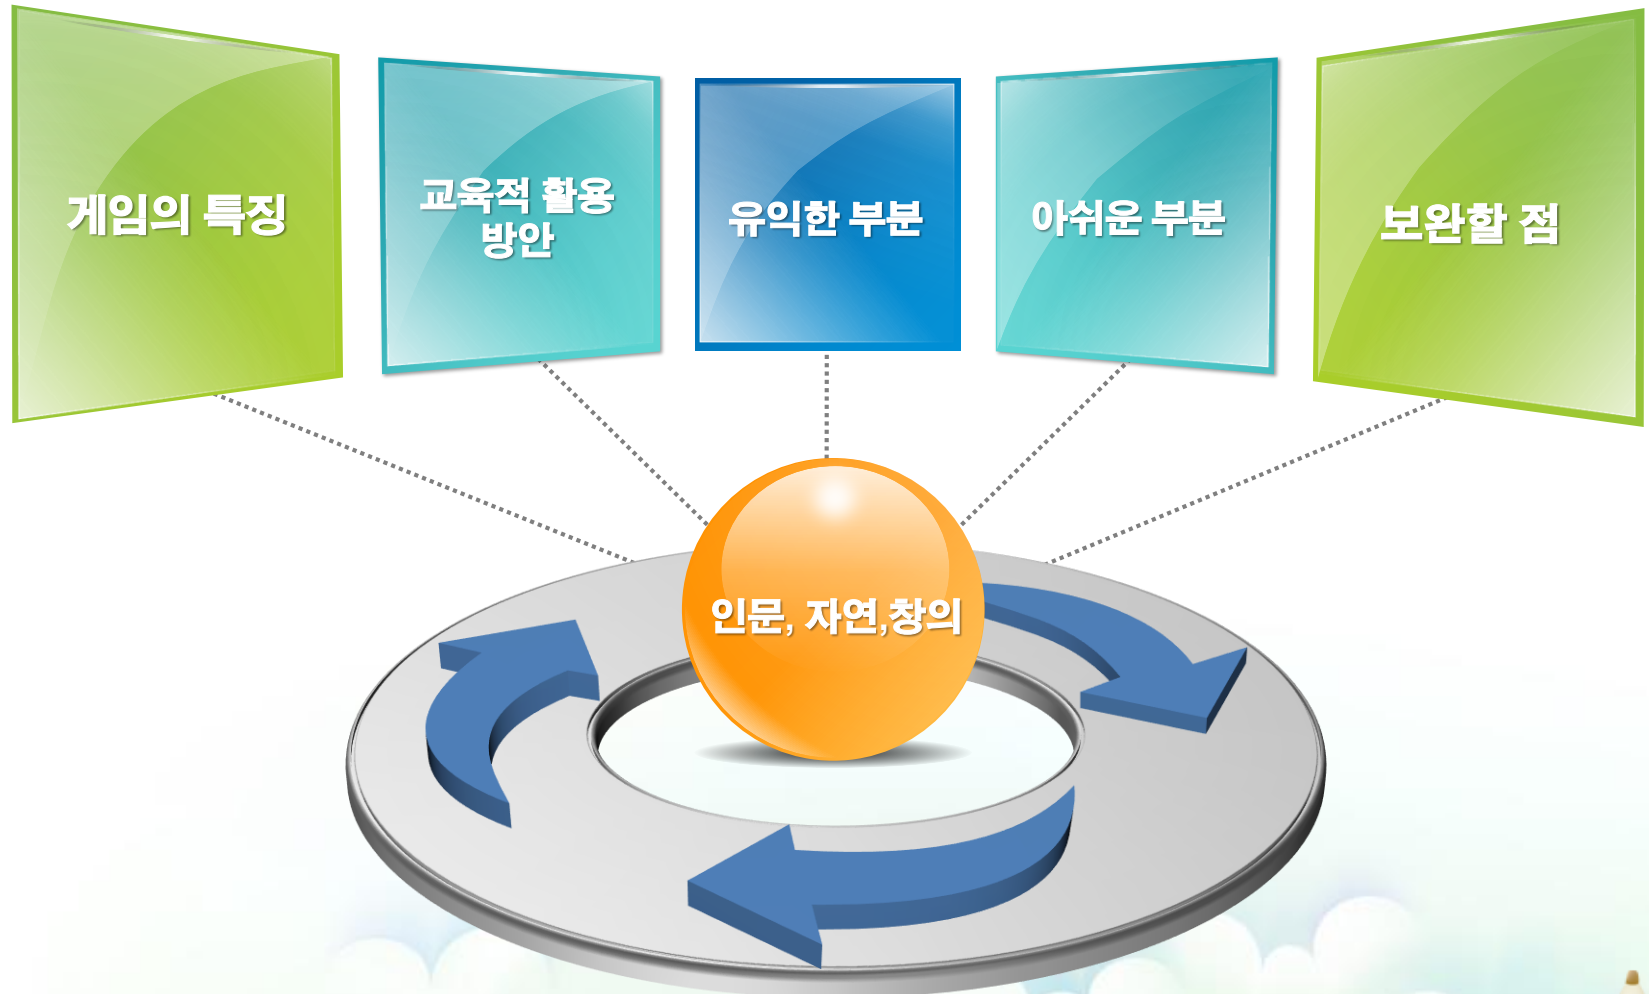 게임의 특징
교육적 활용
방안
유익한 부분
아쉬운 부분
보완할 점
인문, 자연,창의